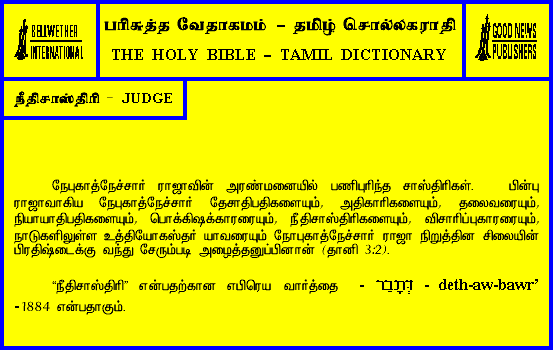 BELLWETHER
INTERNATIONAL
பரிசுத்த வேதாகமம் – தமிழ் சொல்லகராதி
THE HOLY BIBLE – TAMIL DICTIONARY
GOOD NEWS
PUBLISHERS
நீதிசாஸ்திரி – JUDGE
நேபுகாத்நேச்சார் ராஜாவின் அரண்மனையில் பணிபுரிந்த சாஸ்திரிகள். பின்பு
ராஜாவாகிய நேபுகாத்நேச்சார் தேசாதிபதிகளையும், அதிகாரிகளையும், தலைவரையும்,
நியாயாதிபதிகளையும், பொக்கிஷக்காரரையும், நீதிசாஸ்திரிகளையும், விசாரிப்புகாரரையும்,
நாடுகளிலுள்ள உத்தியோகஸ்தர் யாவரையும் நோபுகாத்நேச்சார் ராஜா நிறுத்தின சிலையின்
பிரதிஷ்டைக்கு வந்து சேரும்படி அழைத்தனுப்பினான் (தானி 3:2).
“நீதிசாஸ்திரி” என்பதற்கான எபிரெய வார்த்தை - דְּתָבַר - deth-aw-bawr’
-1884 என்பதாகும்.